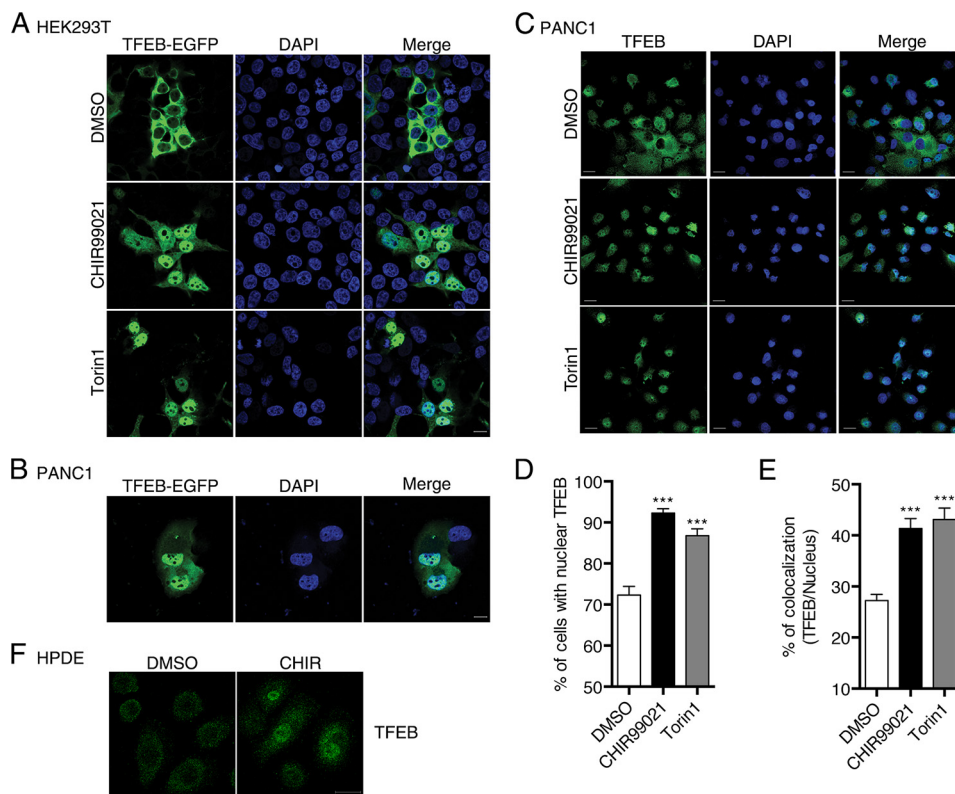 A HEK293T
TFEB-EGFP DAPI Merge
DMSO
CHIR99021
Torin1
B PANC1
TFEB-EGFP DAPI Merge
C PANC1
TFEB DAPI Merge
DMSO
CHIR99021
Torin1
D
% of cells with nuclear TFEB
100
90
80
70
60
50
***
***
DMSO
CHIR99021
Torin1
E
% of colocalization
(TFEB/Nucleus)
50
40
30
20
10
***
***
DMSO
CHIR99021
Torin1
F HPDE
DMSO CHIR
TFEB